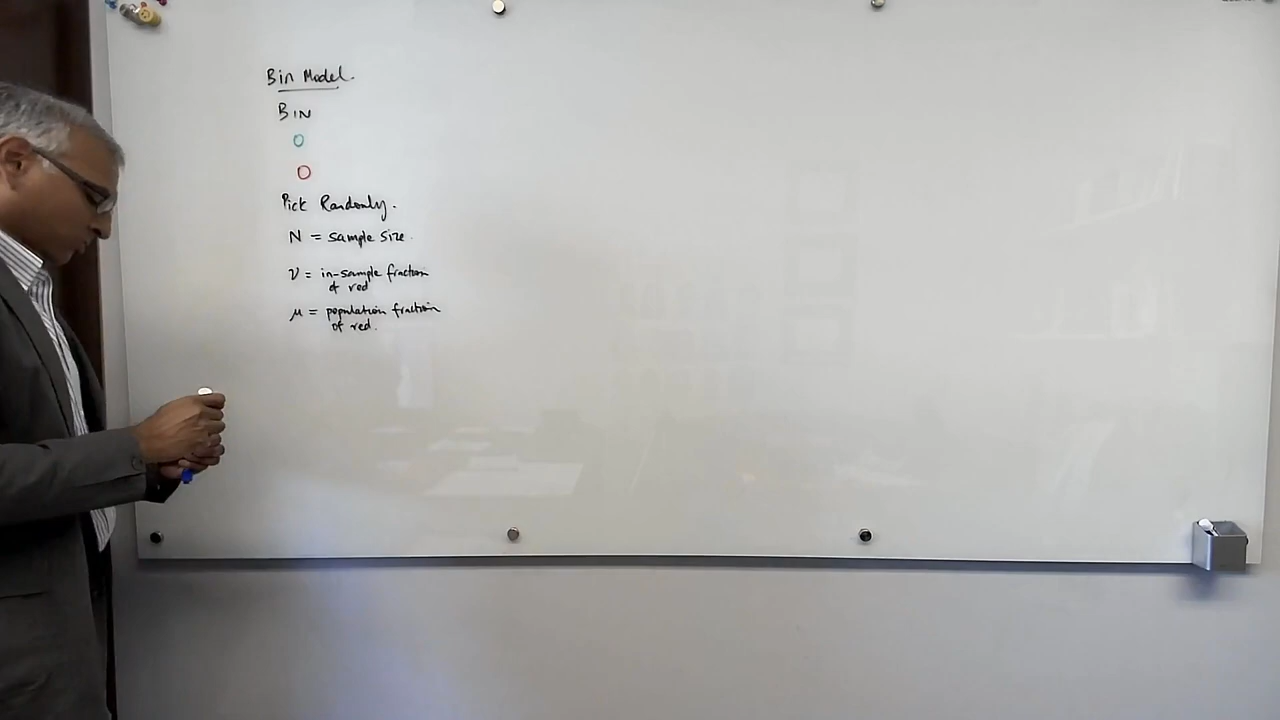 Bin Model.
BIN
Pick Randomly.
N = sample size.
ν = in-sample fraction
of red
μ = population fraction
of red.